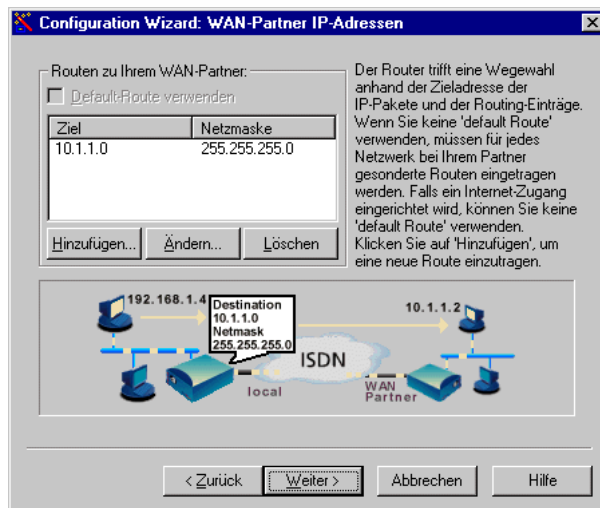 Configuration Wizard: WAN-Partner IP-Adressen
Routen zu Ihrem WAN-Partner:
Default-Route verwenden
Ziel Netzmaske
10.1.1.0 255.255.255.0
Hinzufügen... Ändern... Löschen
Der Router trifft eine Wegewahl
anhand der Zieladresse der
IP-Pakete und der Routing-Einträge.
Wenn Sie keine 'default Route'
verwenden, müssen für jedes
Netzwerk bei Ihrem Partner
gesonderte Routen eingetragen
werden. Falls ein Internet-Zugang
eingerichtet wird, können Sie keine
'default Route' verwenden.
Klicken Sie auf 'Hinzufügen', um
eine neue Route einzutragen.
192.168.1.4
Destination
10.1.1.0
Netmask
255.255.255.0
10.1.1.2
ISDN
local
WAN
Partner
< Zurück Weiter > Abbrechen Hilfe